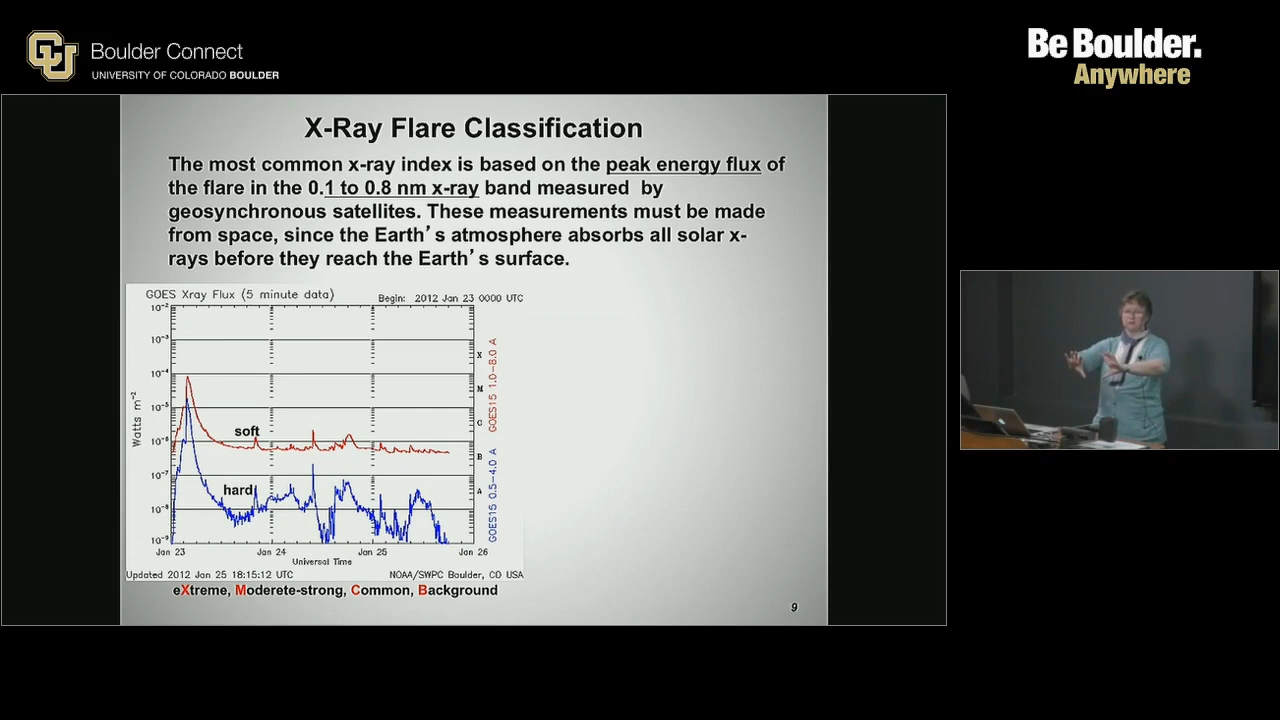 CU
Boulder Connect
UNIVERSITY OF COLORADO BOULDER
Be Boulder.
Anywhere
X-Ray Flare Classification
The most common x-ray index is based on the peak energy flux of
the flare in the 0.1 to 0.8 nm x-ray band measured by
geosynchronous satellites. These measurements must be made
from space, since the Earth's atmosphere absorbs all solar x-
rays before they reach the Earth's surface.
GOES Xray Flux (5 minute data)
Begin: 2012 Jan 23 0000 UTC
10⁻²
10⁻³
10⁻⁴
10⁻⁵
10⁻⁶
10⁻⁷
10⁻⁸
10⁻⁹
Watts m⁻²
soft
hard
X
M
C
B
A
GOES15 1.0-8.0 A
GOES15 0.5-4.0 A
Jan 23
Jan 24
Jan 25
Jan 26
Universal Time
Updated 2012 Jan 25 18:15:12 UTC
NOAA/SWPC Boulder, CO USA
eXtreme, Moderete-strong, Common, Background
9